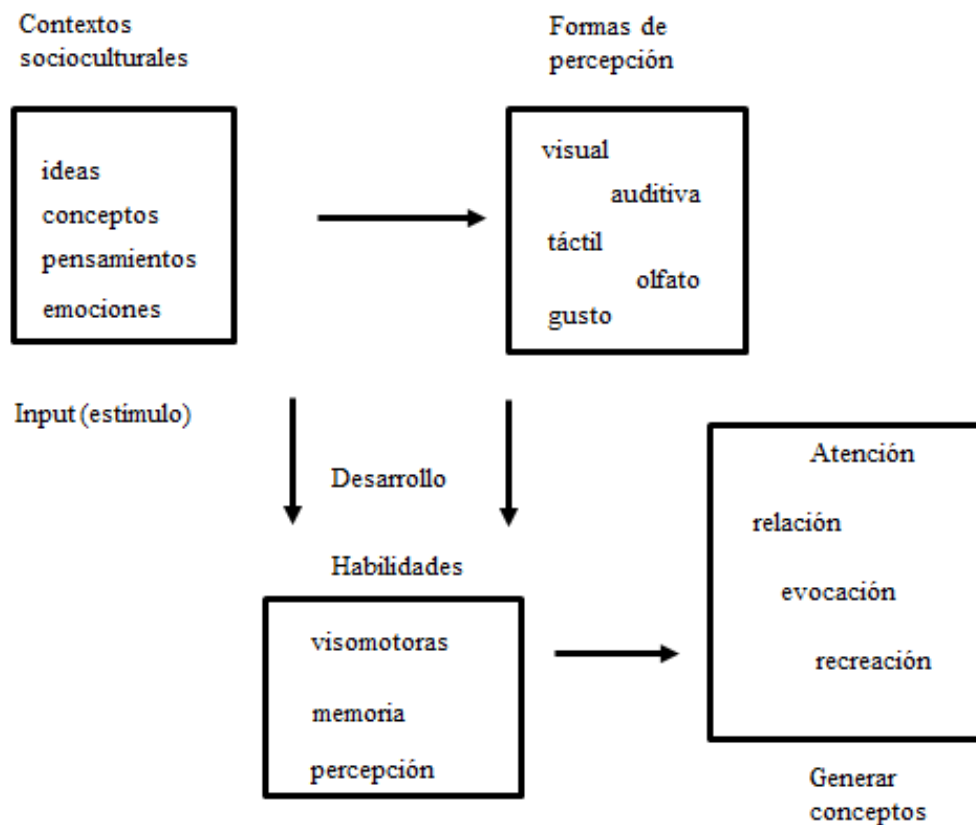 Contextos
socioculturales
ideas
conceptos
pensamientos
emociones
Formas de
percepción
visual
auditiva
táctil
olfato
gusto
Input (estímulo)
Desarrollo
Habilidades
visomotoras
memoria
percepción
Atención
relación
evocación
recreación
Generar
conceptos